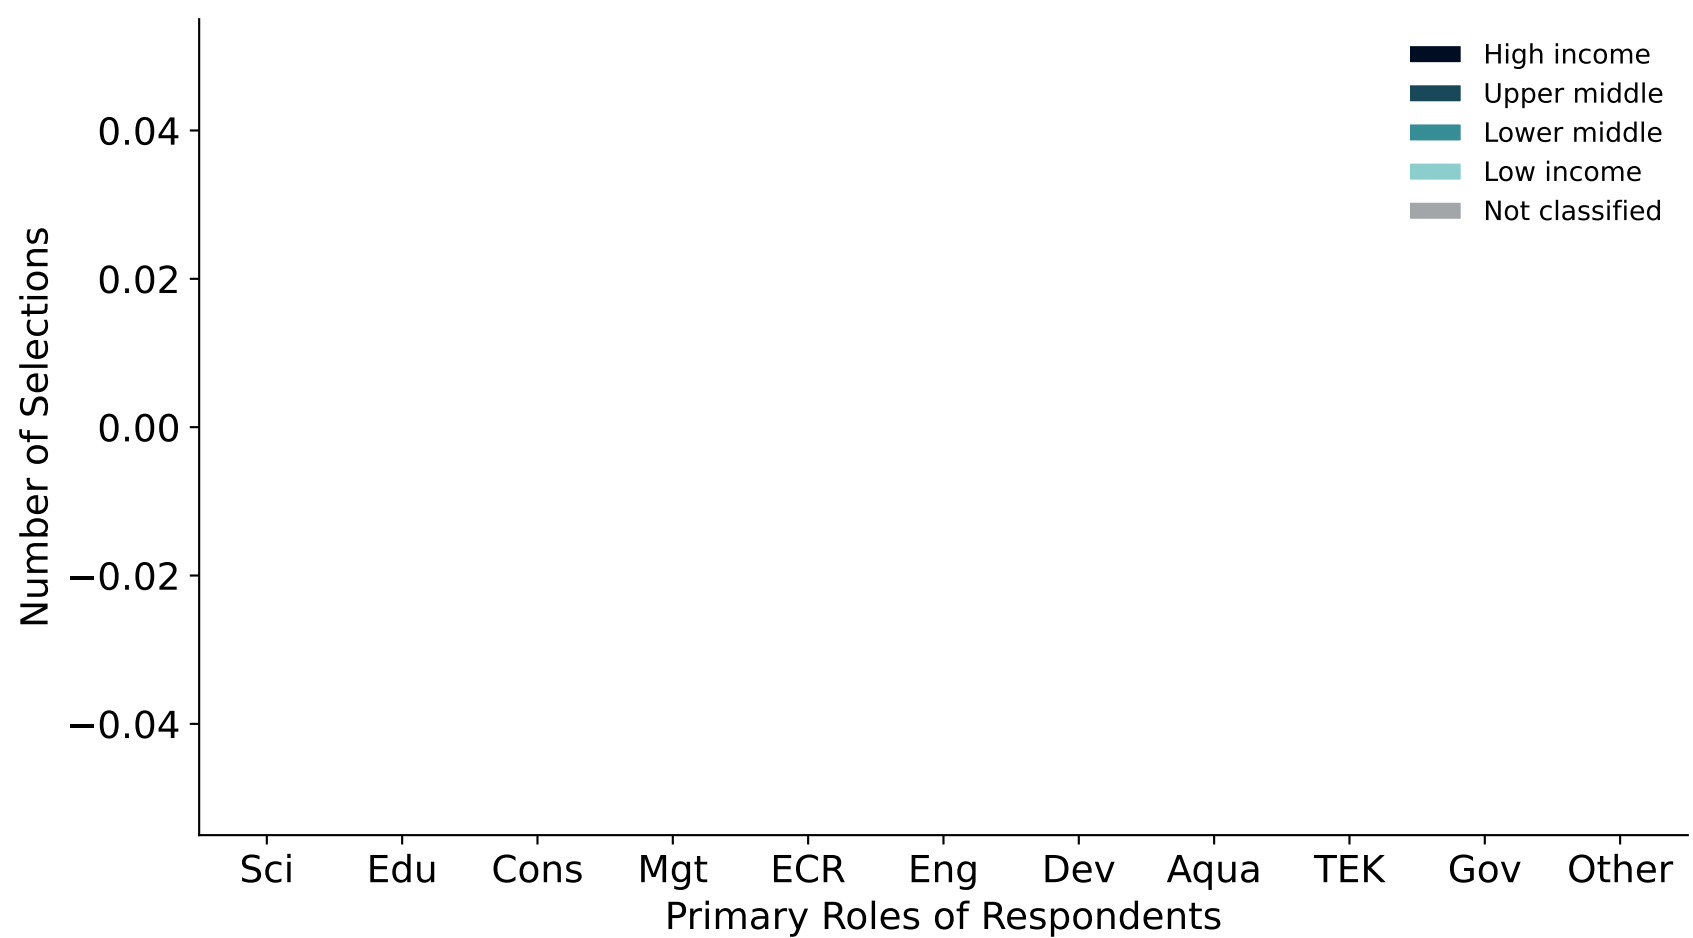 High income
Upper middle
Lower middle
Low income
Not classified
Number of Selections
0.04
0.02
0.00
−0.02
−0.04
Sci Edu Cons Mgt ECR Eng Dev Aqua TEK Gov Other
Primary Roles of Respondents